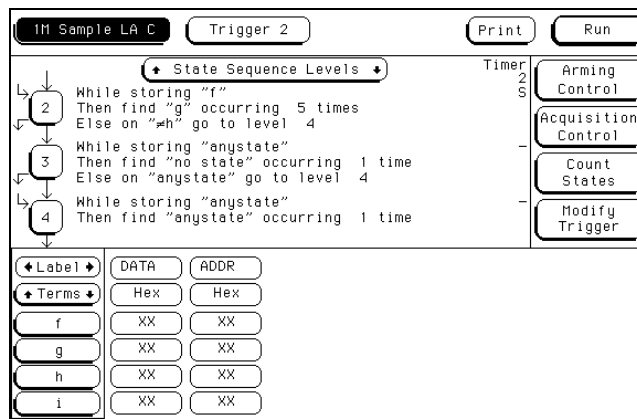 1M Sample LA C Trigger 2 Print Run
State Sequence Levels
Timer
2
S
Arming
Control
Acquisition
Control
Count
States
Modify
Trigger
2
While storing "f"
Then find "g" occurring 5 times
Else on "≠h" go to level 4
3
While storing "anystate"
Then find "no state" occurring 1 time
Else on "anystate" go to level 4
-
4
While storing "anystate"
Then find "anystate" occurring 1 time
-
Label DATA ADDR
Terms Hex Hex
f XX XX
g XX XX
h XX XX
i XX XX